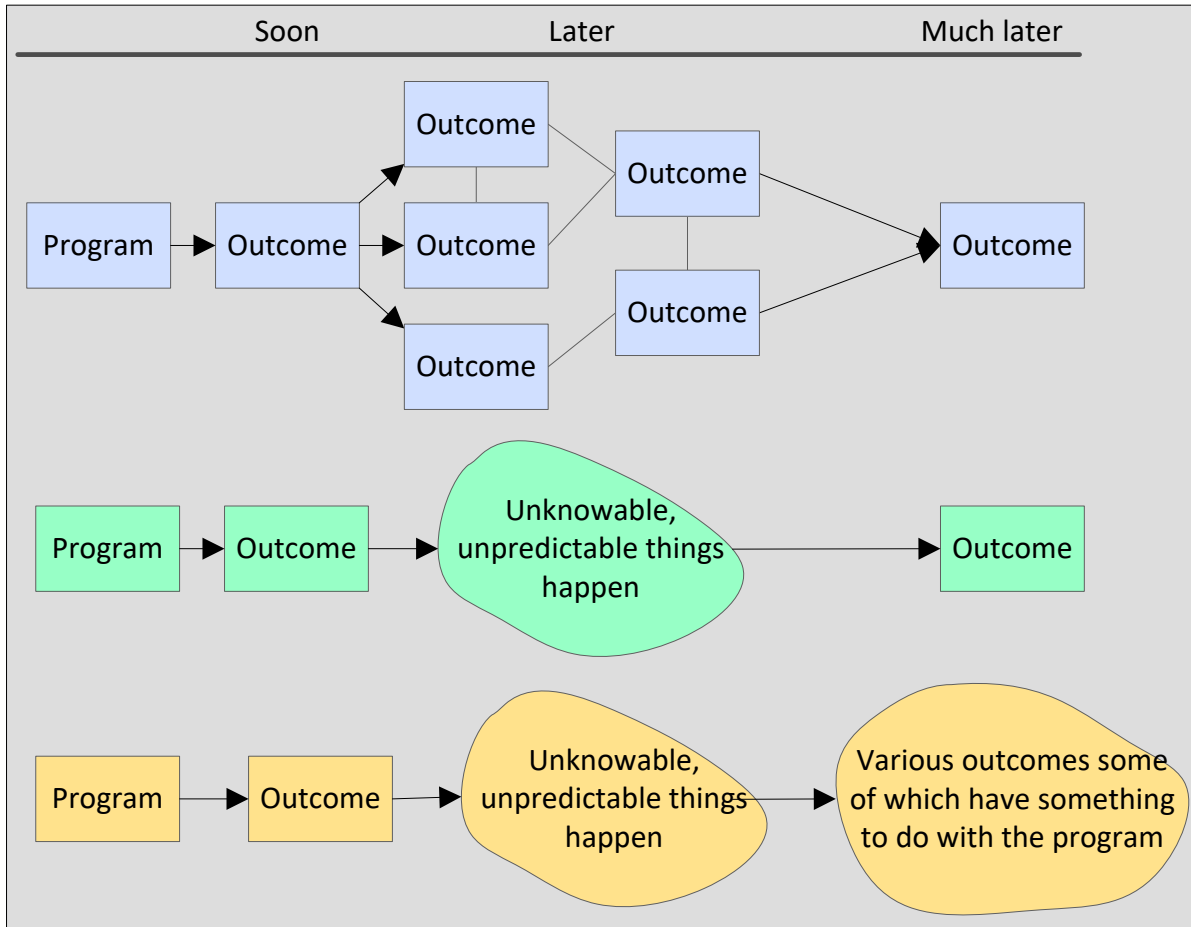 Soon
Later
Much later
Outcome
Outcome
Program
Outcome
Outcome
Outcome
Outcome
Outcome
Program
Outcome
Unknowable,
unpredictable things
happen
Outcome
Program
Outcome
Unknowable,
unpredictable things
happen
Various outcomes some
of which have something
to do with the program